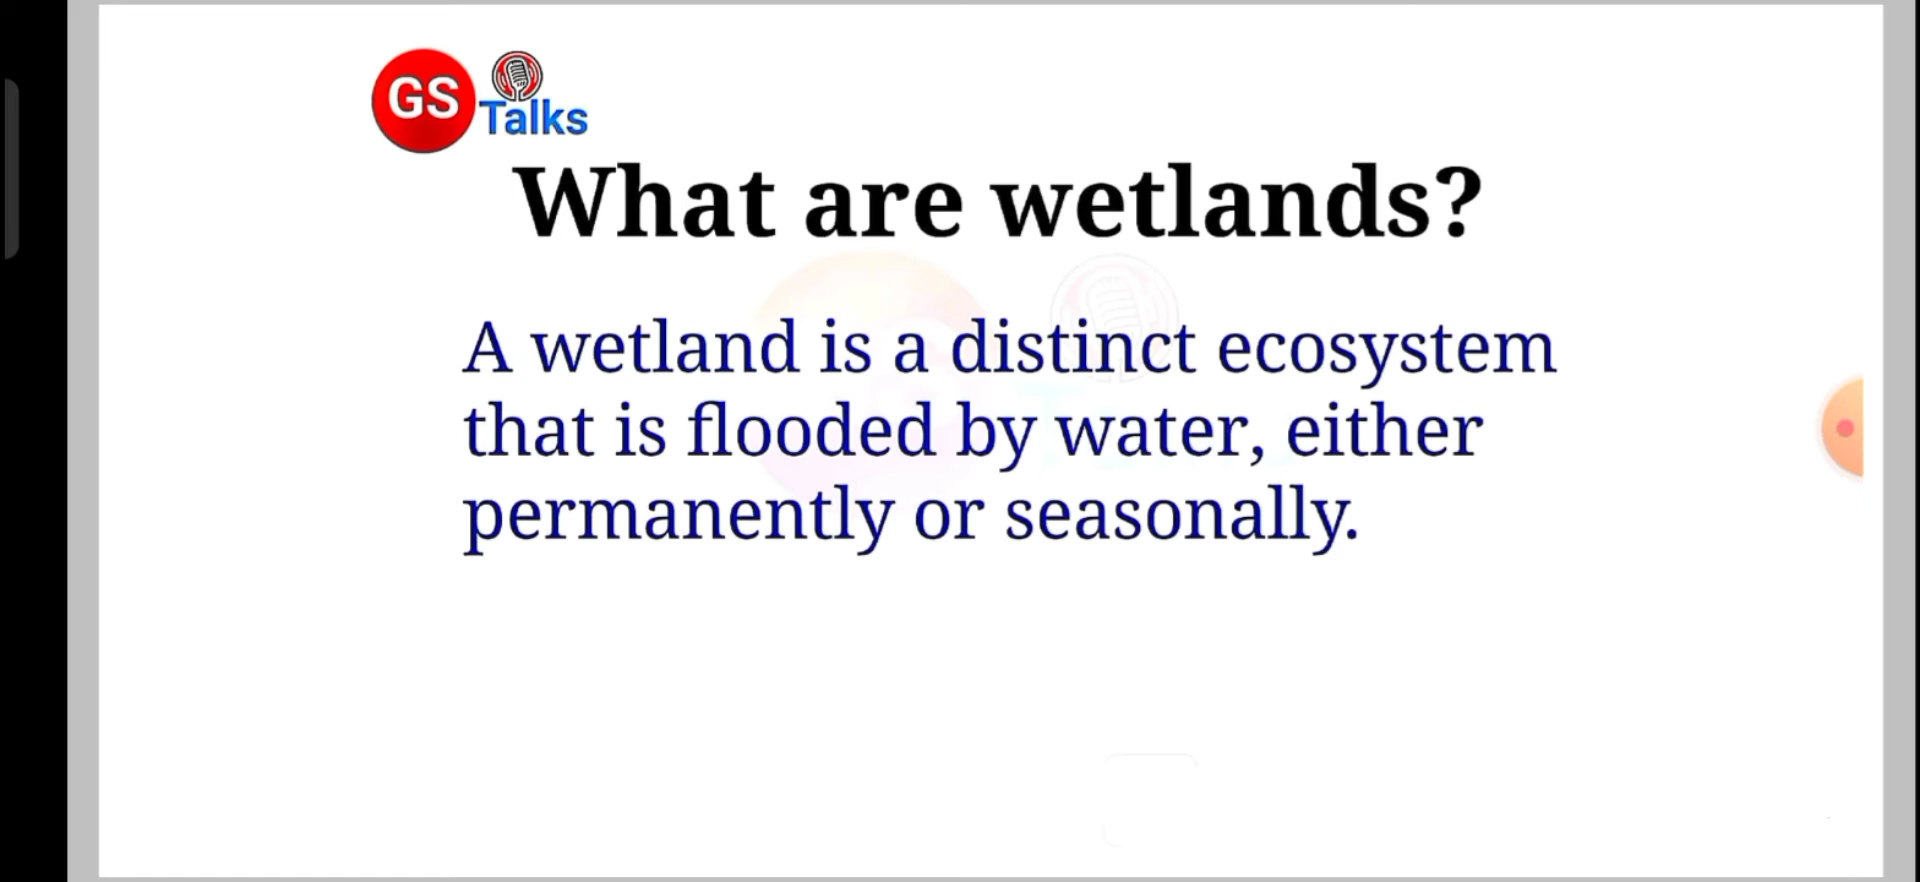 GS
Talks
What are wetlands?
A wetland is a distinct ecosystem
that is flooded by water, either
permanently or seasonally.